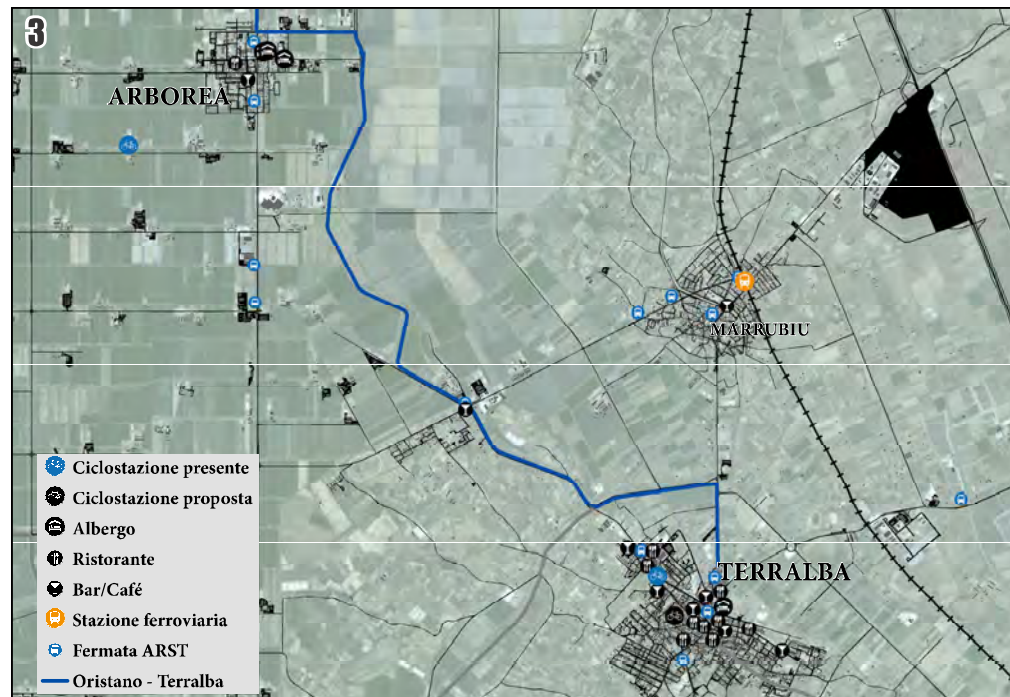 3
ARBOREA
MARRUBIU
TERRALBA
Ciclostazione presente
Ciclostazione proposta
Albergo
Ristorante
Bar/Café
Stazione ferroviaria
Fermata ARST
Oristano - Terralba